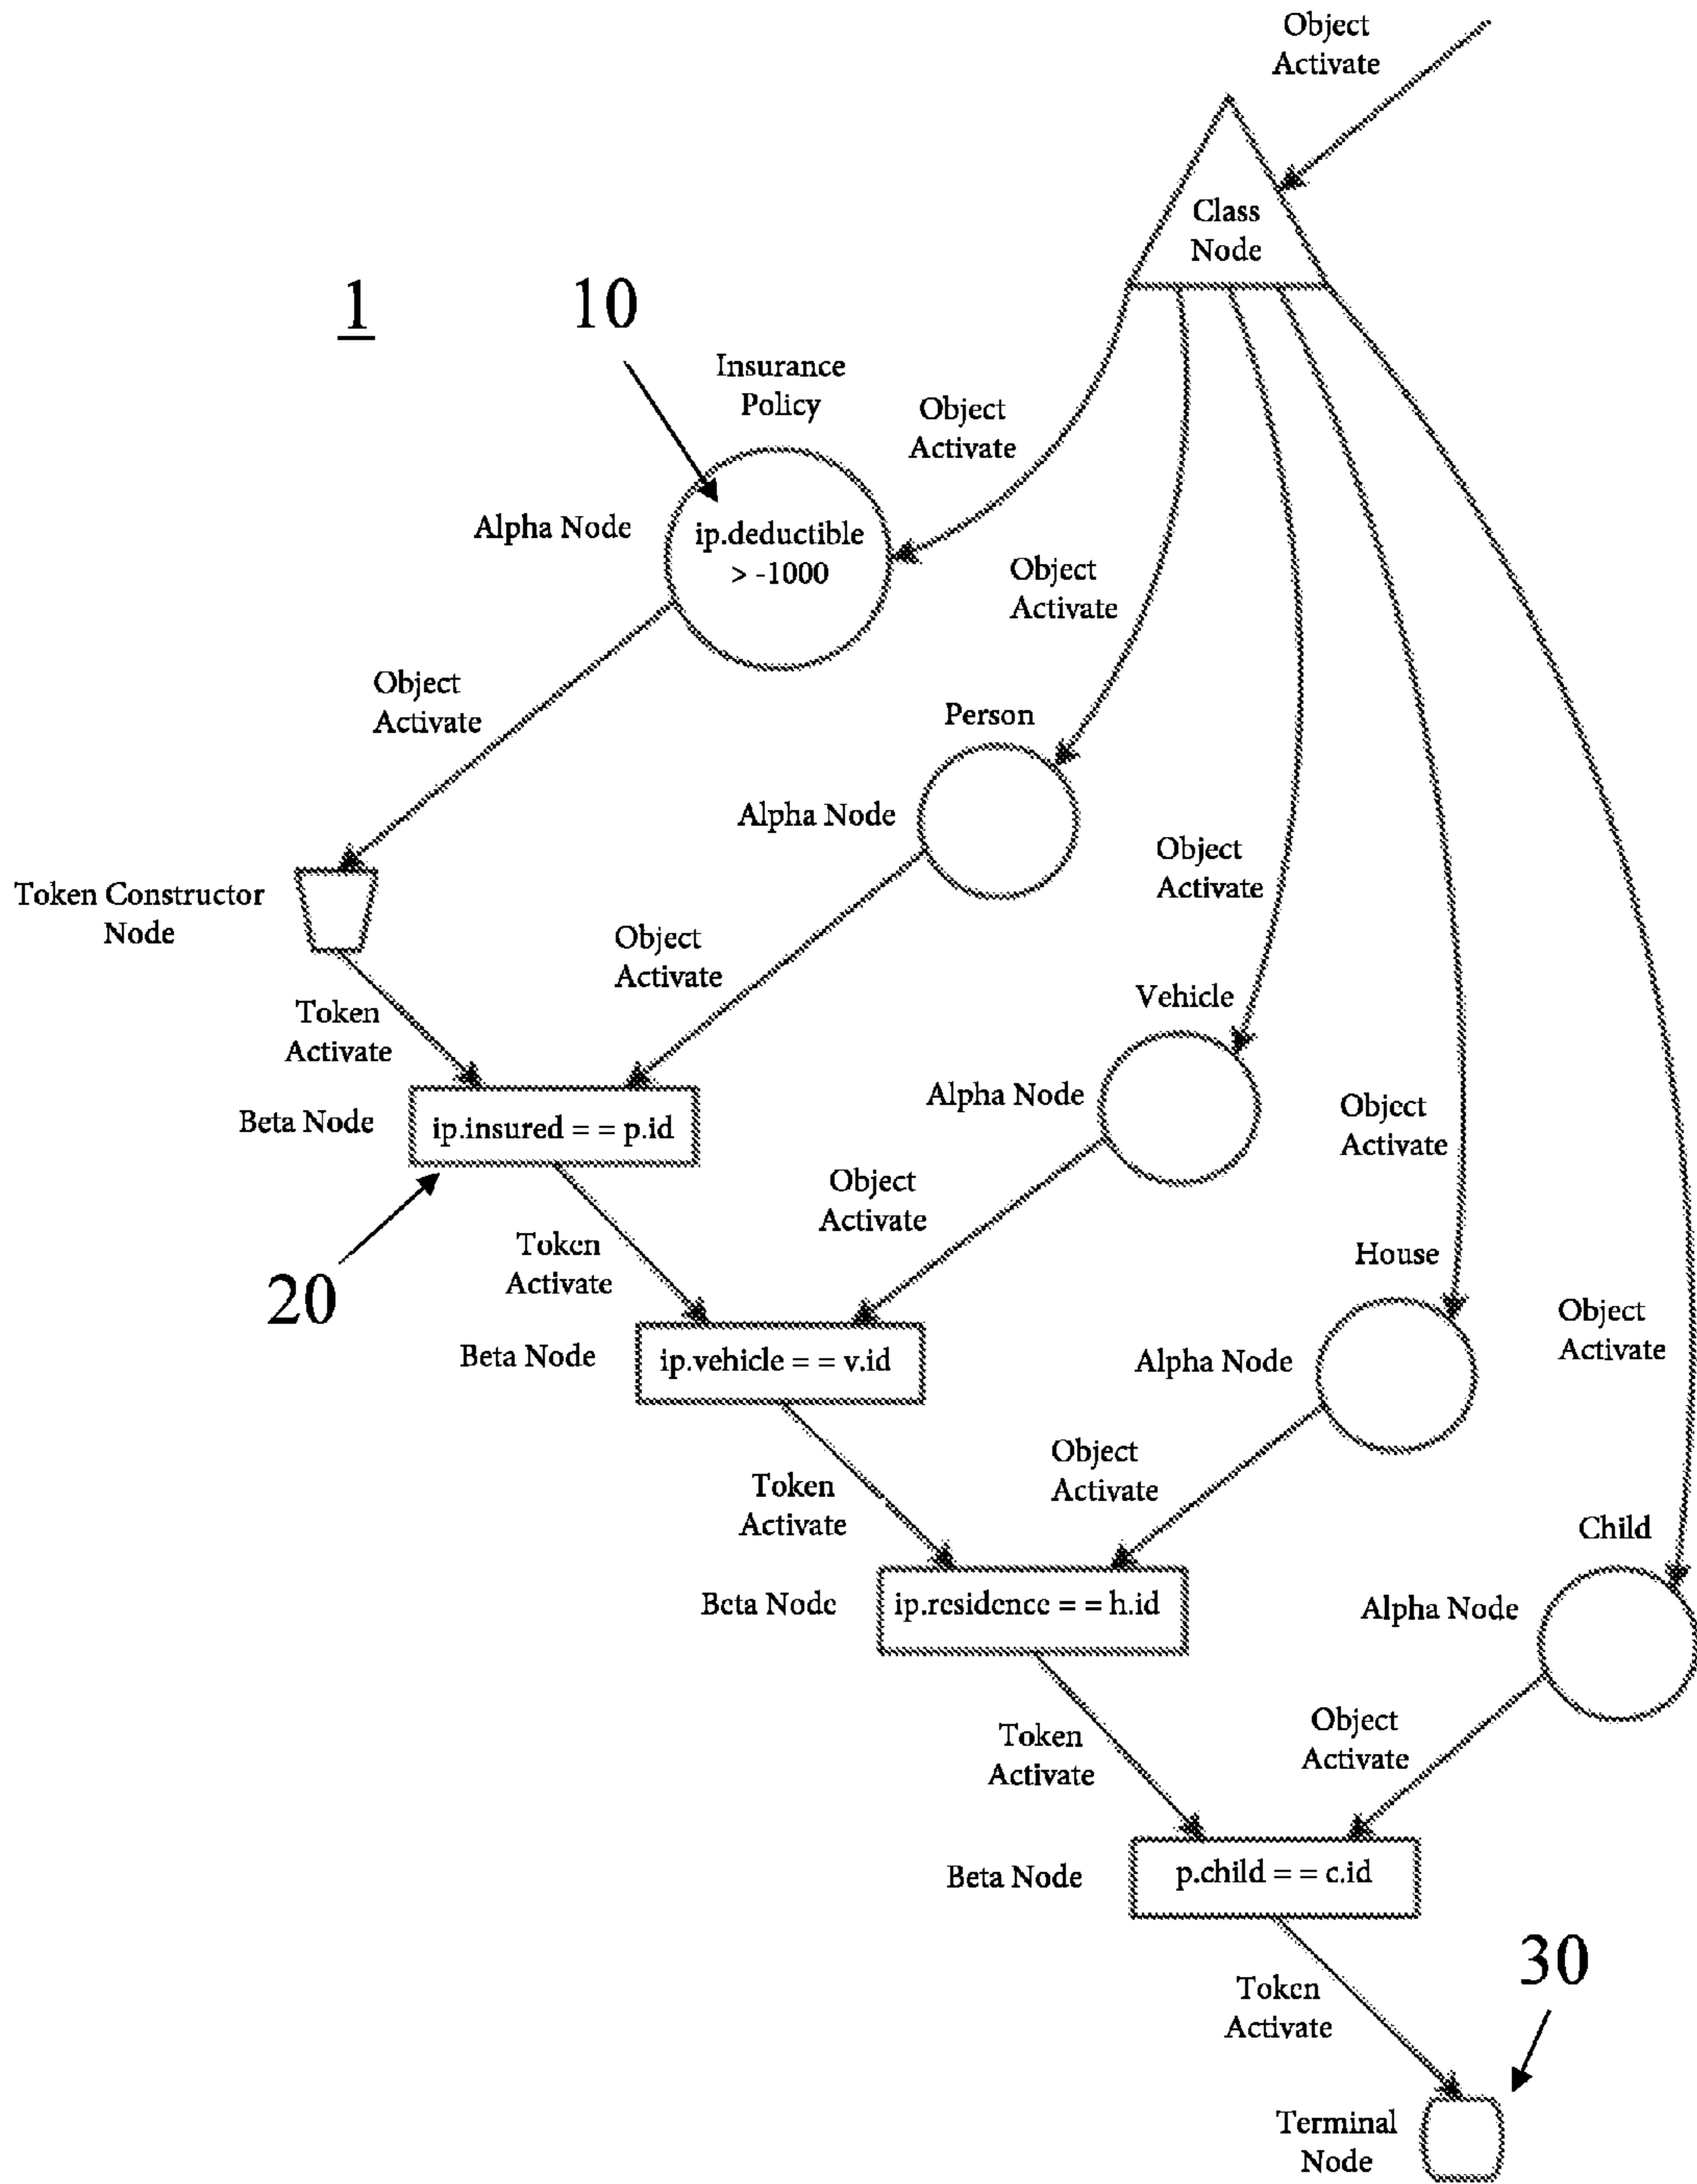 Object
Activate
Class
Node
1
10
Insurance
Policy
Object
Activate
Alpha Node
ip.deductible
> -1000
Object
Activate
Object
Activate
Person
Alpha Node
Object
Activate
Token Constructor
Node
Object
Activate
Vehicle
Token
Activate
Alpha Node
Object
Activate
Beta Node
ip.insured = = p.id
Object
Activate
20
Token
Activate
House
Object
Activate
Beta Node
ip.vehicle = = v.id
Alpha Node
Object
Activate
Token
Activate
Child
Beta Node
ip.residence = = h.id
Alpha Node
Token
Activate
Object
Activate
Beta Node
p.child = = c.id
30
Token
Activate
Terminal
Node